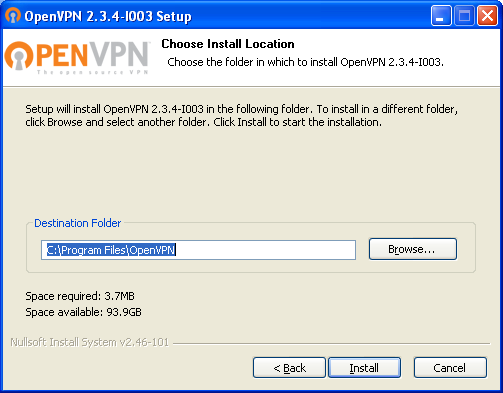 OpenVPN 2.3.4-I003 Setup
OPENVPN
The open source VPN
Choose Install Location
Choose the folder in which to install OpenVPN 2.3.4-I003.
Setup will install OpenVPN 2.3.4-I003 in the following folder. To install in a different folder,
click Browse and select another folder. Click Install to start the installation.
Destination Folder
C:\Program Files\OpenVPN
Browse...
Space required: 3.7MB
Space available: 93.9GB
Nullsoft Install System v2.46-101
< Back
Install
Cancel